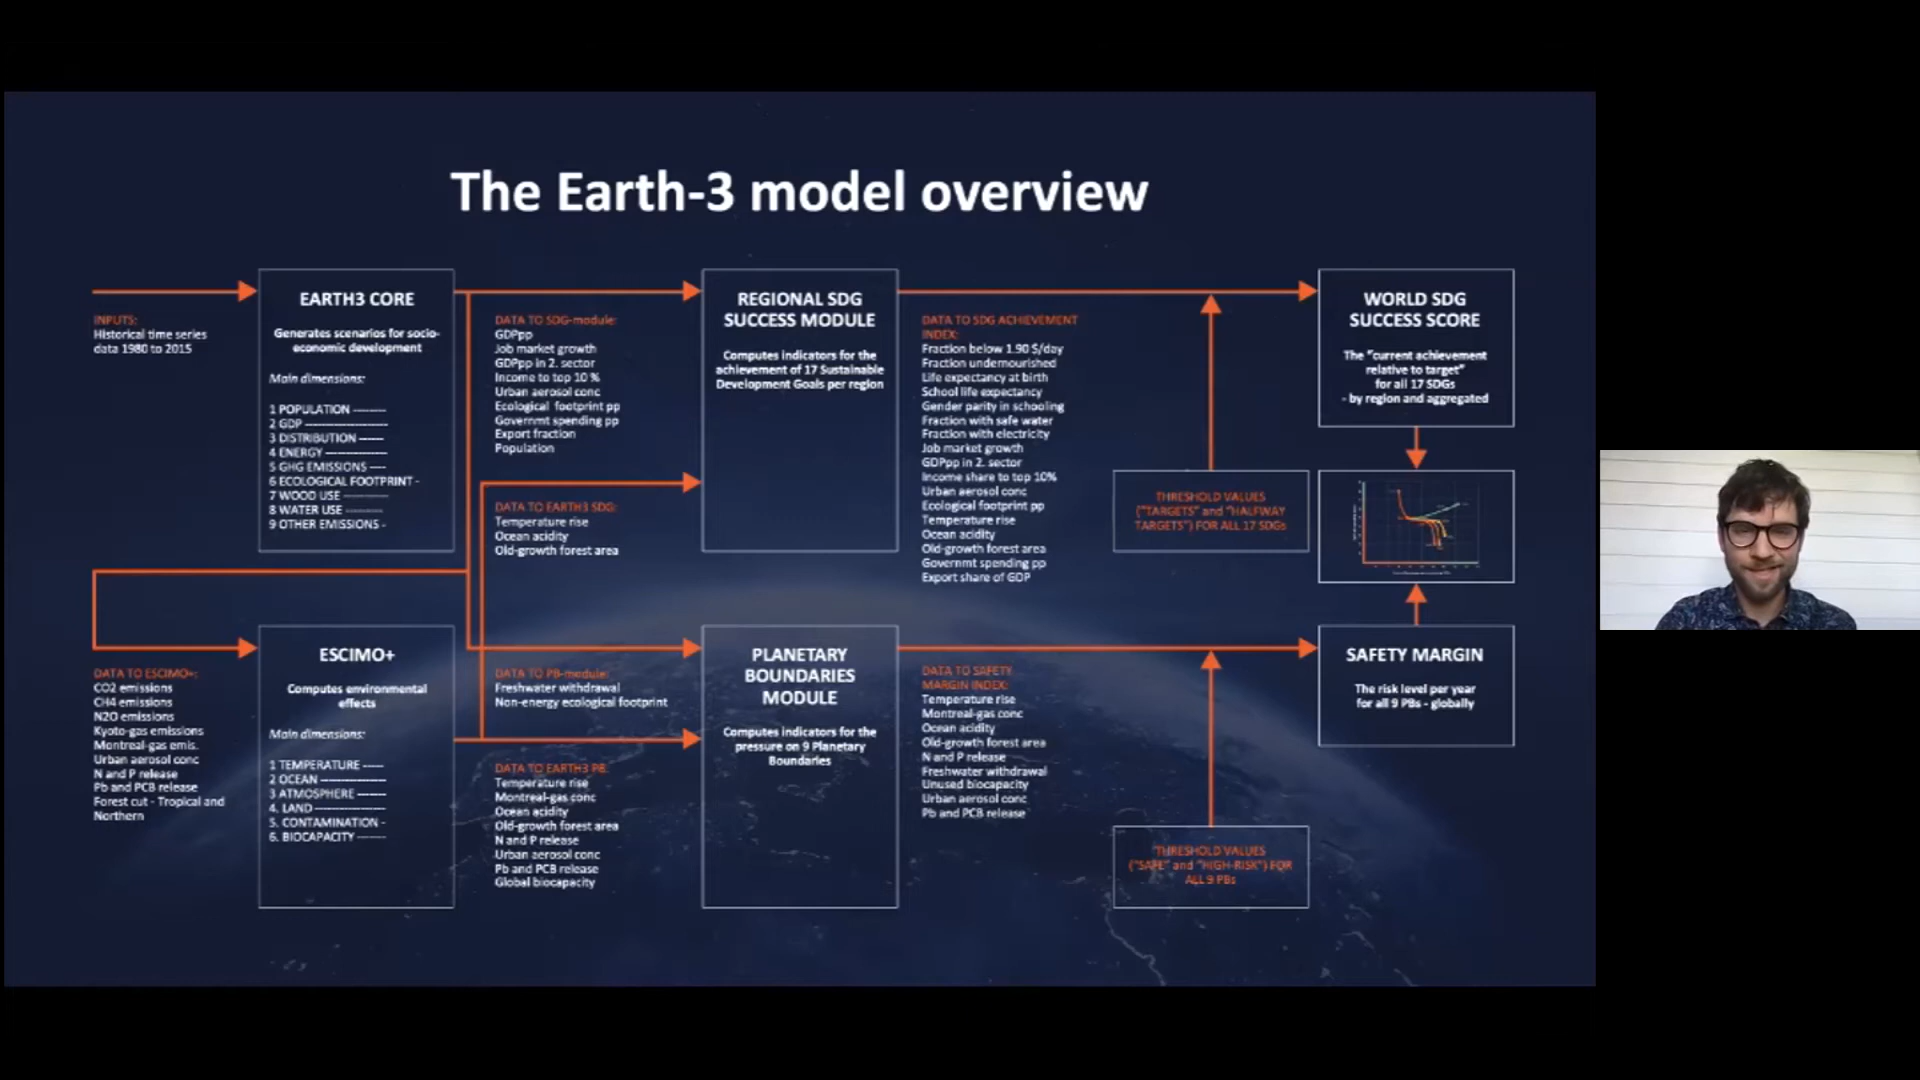 The Earth-3 model overview
INPUTS:
Historical time series
data 1980 to 2015
EARTH3 CORE
Generates scenarios for socio-
economic development
Main dimensions:
1 POPULATION --------
2 GDP ---------------------
3 DISTRIBUTION ------
4 ENERGY ---------------
5 GHG EMISSIONS ----
6 ECOLOGICAL FOOTPRINT -
7 WOOD USE -----------
8 WATER USE ----------
9 OTHER EMISSIONS -
DATA TO SDG-module:
GDPpp
Job market growth
GDPpp in 2. sector
Income to top 10 %
Urban aerosol conc
Ecological footprint pp
Governmt spending pp
Export fraction
Population
DATA TO EARTH3 SDG:
Temperature rise
Ocean acidity
Old-growth forest area
REGIONAL SDG
SUCCESS MODULE
Computes indicators for the
achievement of 17 Sustainable
Development Goals per region
DATA TO SDG ACHIEVEMENT
INDEX:
Fraction below 1.90 $/day
Fraction undernourished
Life expectancy at birth
School life expectancy
Gender parity in schooling
Fraction with safe water
Fraction with electricity
Job market growth
GDPpp in 2. sector
Income share to top 10%
Urban aerosol conc
Ecological footprint pp
Temperature rise
Ocean acidity
Old-growth forest area
Governmt spending pp
Export share of GDP
THRESHOLD VALUES
("TARGETS" and "HALFWAY
TARGETS") FOR ALL 17 SDGs
WORLD SDG
SUCCESS SCORE
The "current achievement
relative to target"
for all 17 SDGs
- by region and aggregated
DATA TO ESCIMO+:
CO2 emissions
CH4 emissions
N2O emissions
Kyoto-gas emissions
Montreal-gas emis.
Urban aerosol conc
N and P release
Pb and PCB release
Forest cut - Tropical and
Northern
ESCIMO+
Computes environmental
effects
Main dimensions:
1 TEMPERATURE -----
2 OCEAN ----------------
3 ATMOSPHERE -------
4. LAND -----------------
5. CONTAMINATION -
6. BIOCAPACITY -------
DATA TO PB-module:
Freshwater withdrawal
Non-energy ecological footprint
DATA TO EARTH3 PB:
Temperature rise
Montreal-gas conc
Ocean acidity
Old-growth forest area
N and P release
Urban aerosol conc
Pb and PCB release
Global biocapacity
PLANETARY
BOUNDARIES
MODULE
Computes indicators for the
pressure on 9 Planetary
Boundaries
DATA TO SAFETY
MARGIN INDEX:
Temperature rise
Montreal-gas conc
Ocean acidity
Old-growth forest area
N and P release
Freshwater withdrawal
Unused biocapacity
Urban aerosol conc
Pb and PCB release
THRESHOLD VALUES
("SAFE" and "HIGH-RISK") FOR
ALL 9 PBs
SAFETY MARGIN
The risk level per year
for all 9 PBs - globally